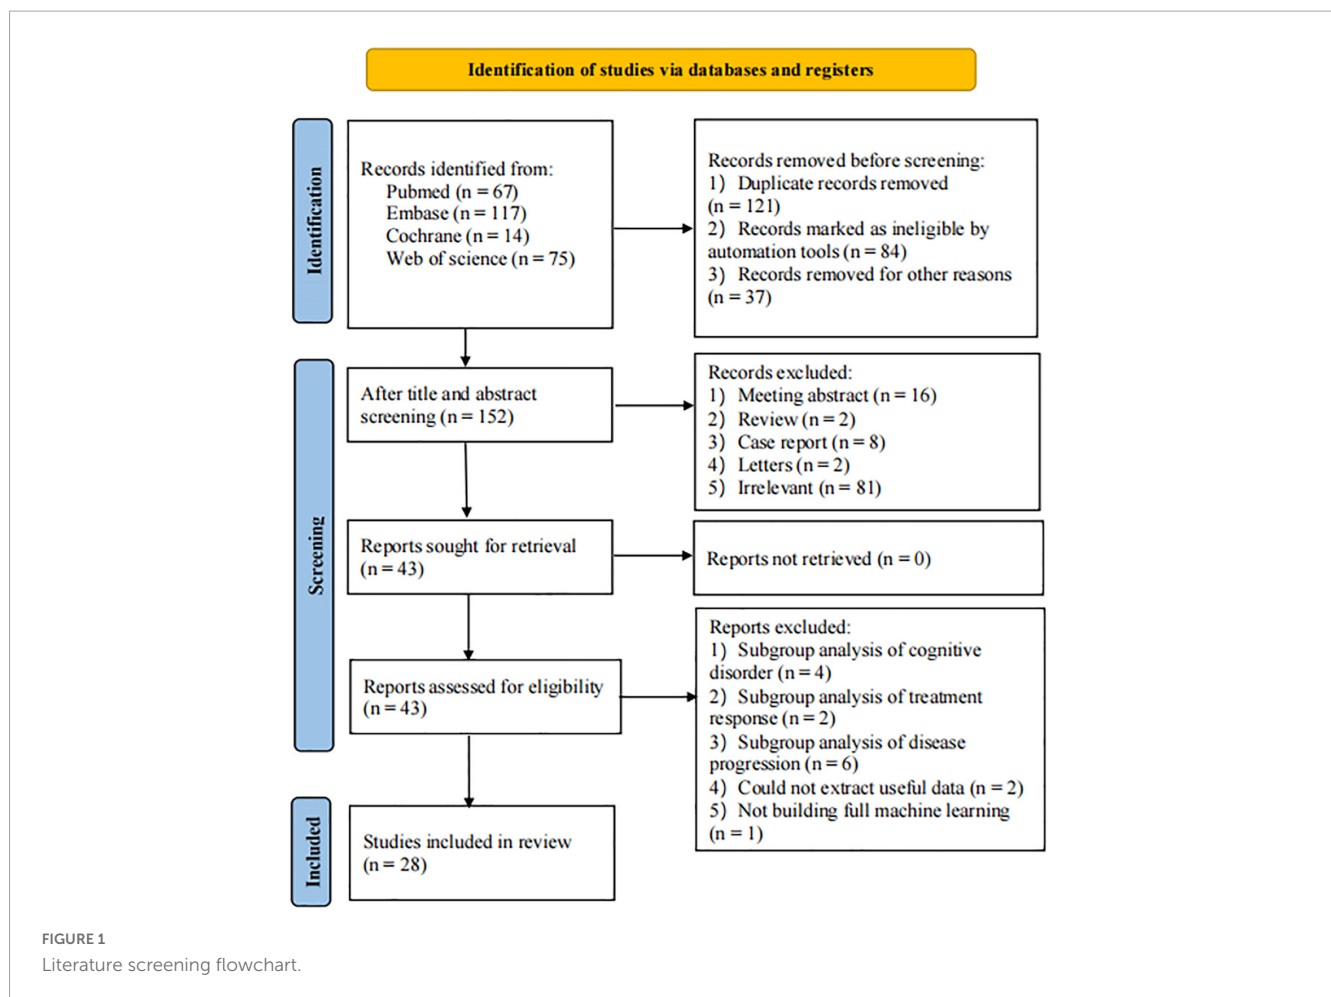 Identification of studies via databases and registers
Identification
Records identified from:
Pubmed (n = 67)
Embase (n = 117)
Cochrane (n = 14)
Web of science (n = 75)
Records removed before screening:
1) Duplicate records removed
(n = 121)
2) Records marked as ineligible by
automation tools (n = 84)
3) Records removed for other reasons
(n = 37)
Screening
After title and abstract
screening (n = 152)
Records excluded:
1) Meeting abstract (n = 16)
2) Review (n = 2)
3) Case report (n = 8)
4) Letters (n = 2)
5) Irrelevant (n = 81)
Reports sought for retrieval
(n = 43)
Reports not retrieved (n = 0)
Reports assessed for eligibility
(n = 43)
Reports excluded:
1) Subgroup analysis of cognitive
disorder (n = 4)
2) Subgroup analysis of treatment
response (n = 2)
3) Subgroup analysis of disease
progression (n = 6)
4) Could not extract useful data (n = 2)
5) Not building full machine learning
(n = 1)
Included
Studies included in review
(n = 28)
FIGURE 1
Literature screening flowchart.